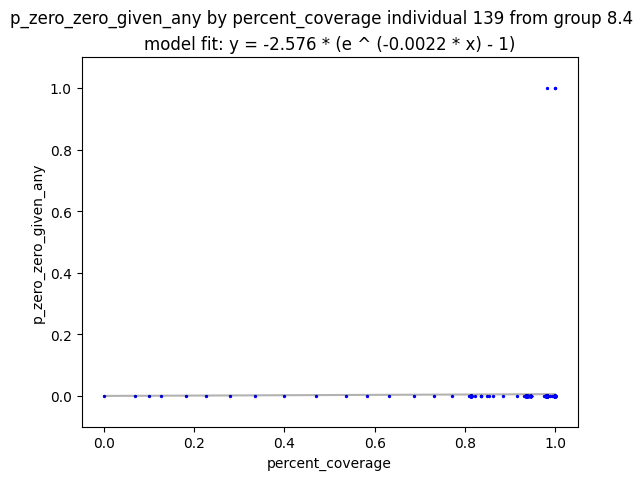 p_zero_zero_given_any by percent_coverage individual 139 from group 8.4
model fit: y = -2.576 * (e ^ (-0.0022 * x) - 1)
1.0
0.8
0.6
0.4
0.2
0.0
p_zero_zero_given_any
0.0 0.2 0.4 0.6 0.8 1.0
percent_coverage